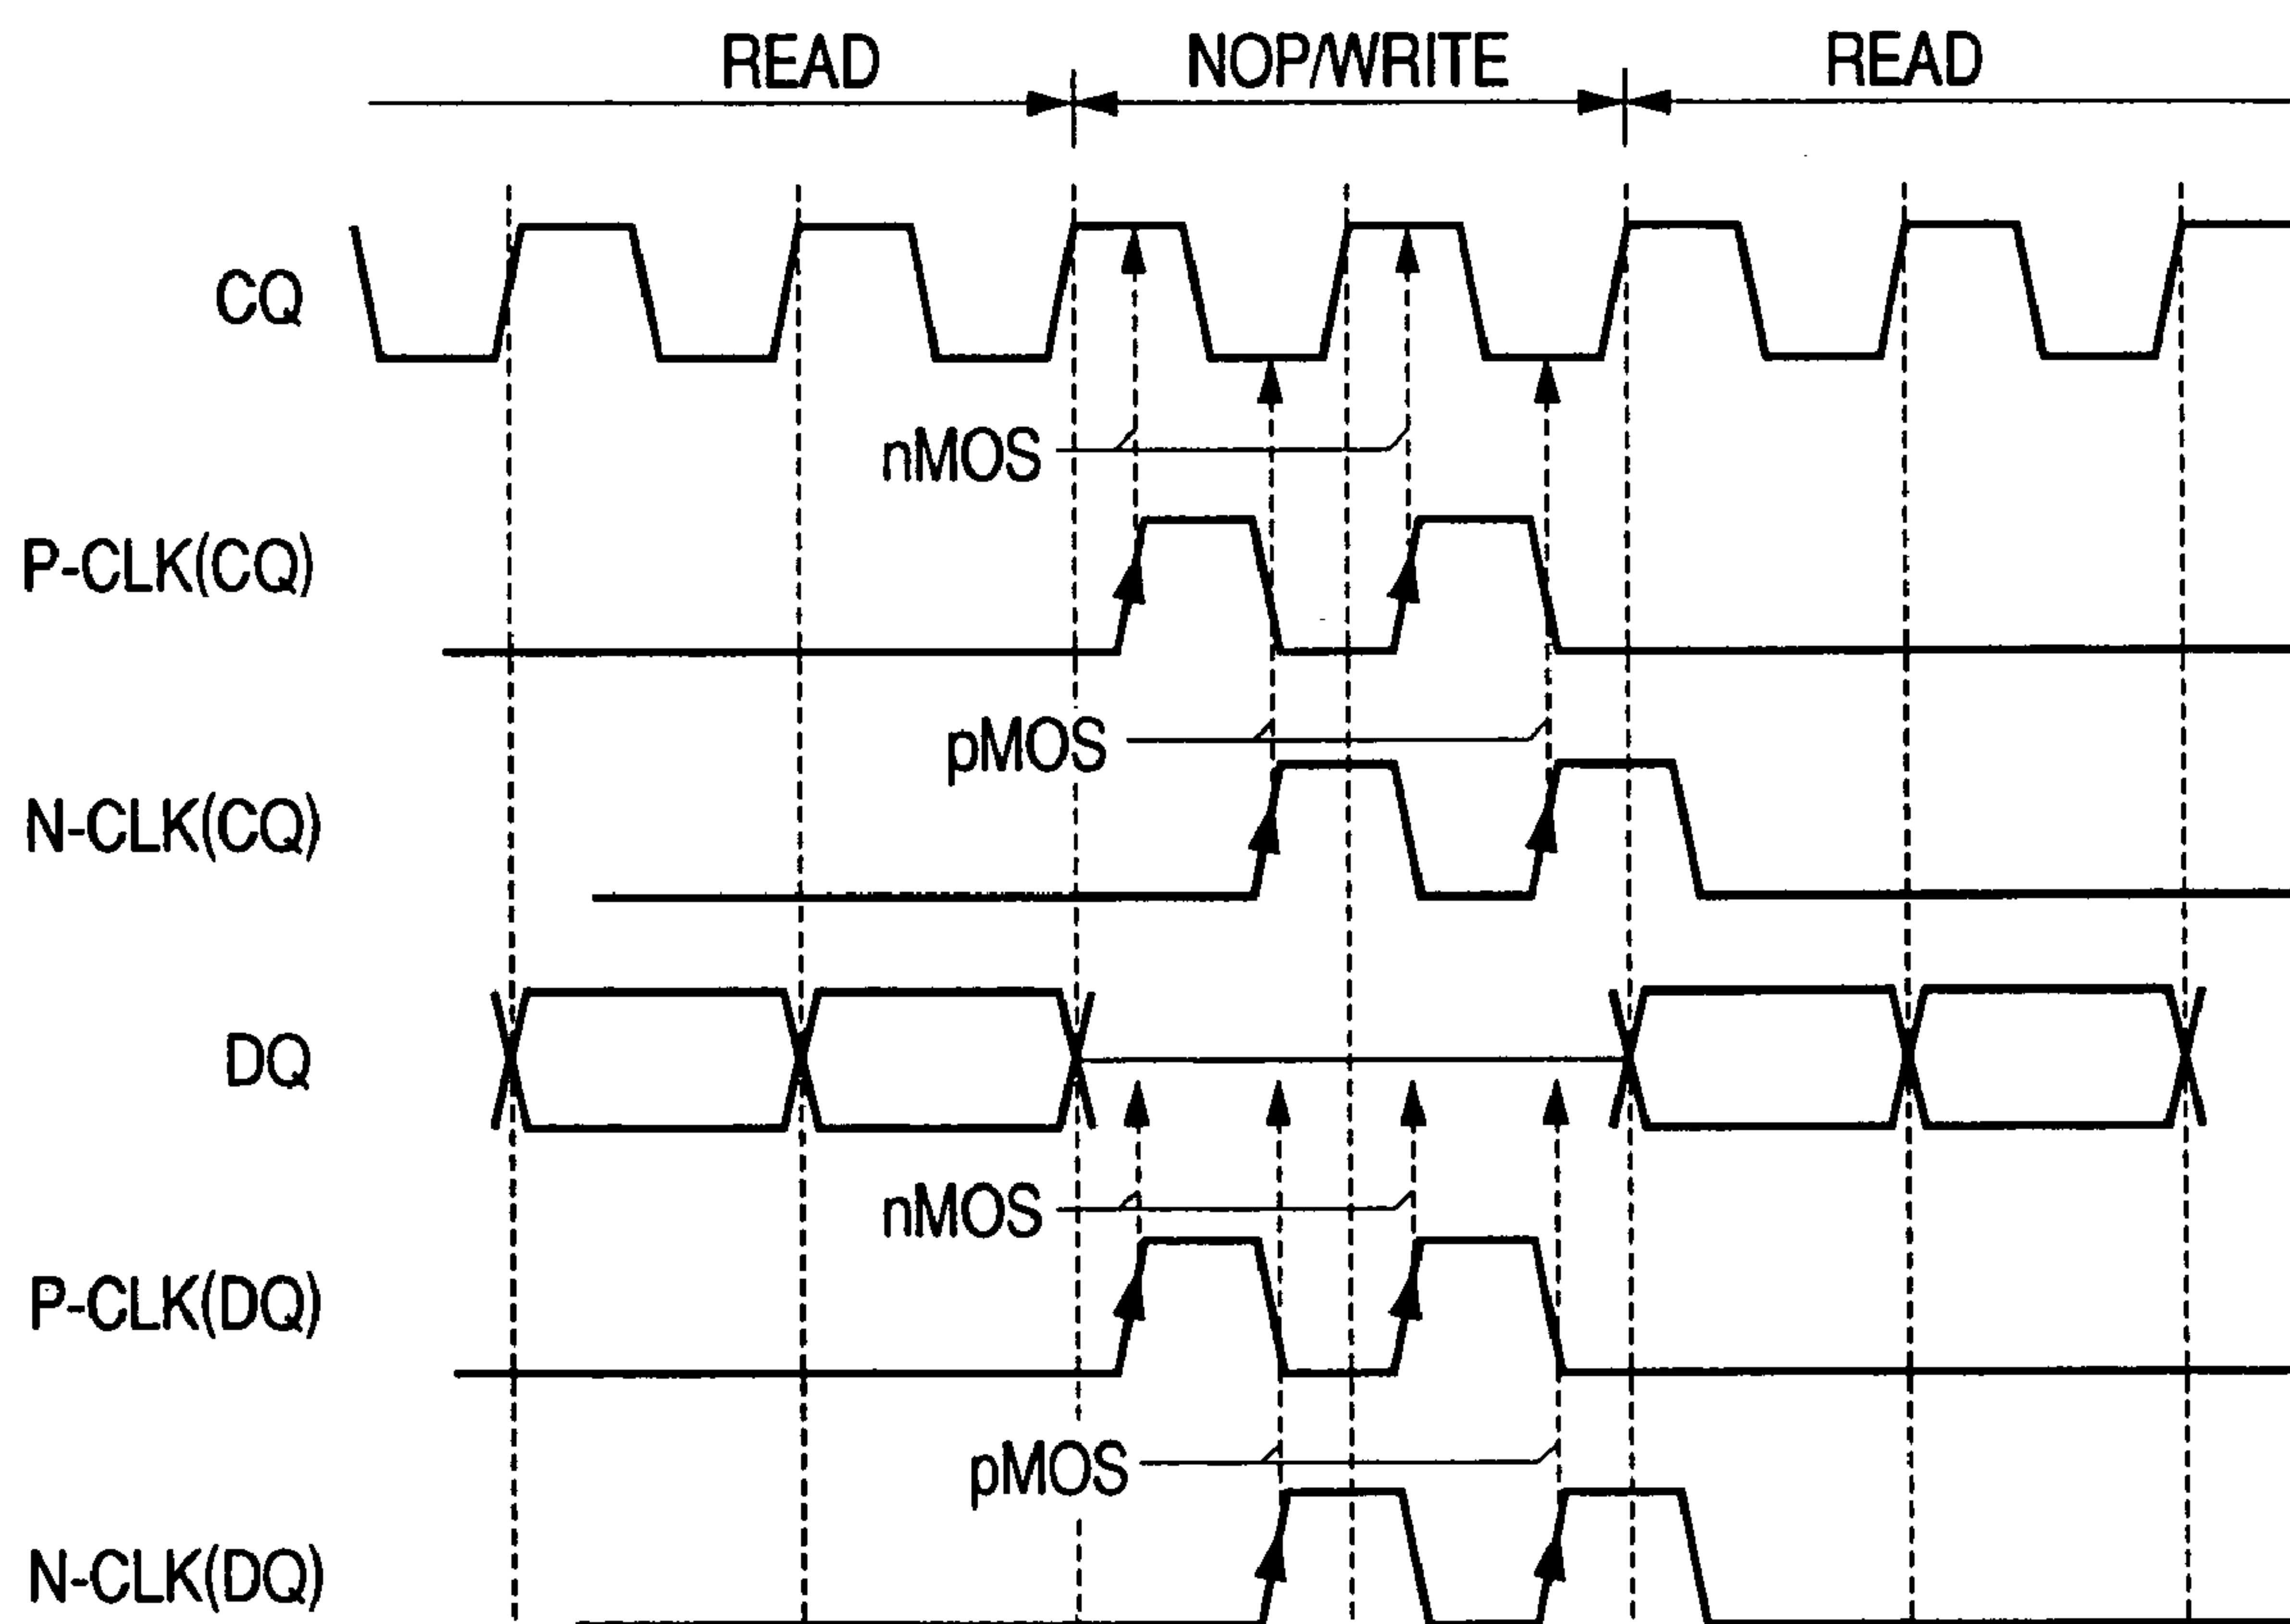 READ NOP/WRITE READ
CQ
nMOS
P-CLK(CQ)
pMOS
N-CLK(CQ)
DQ
nMOS
P-CLK(DQ)
pMOS
N-CLK(DQ)